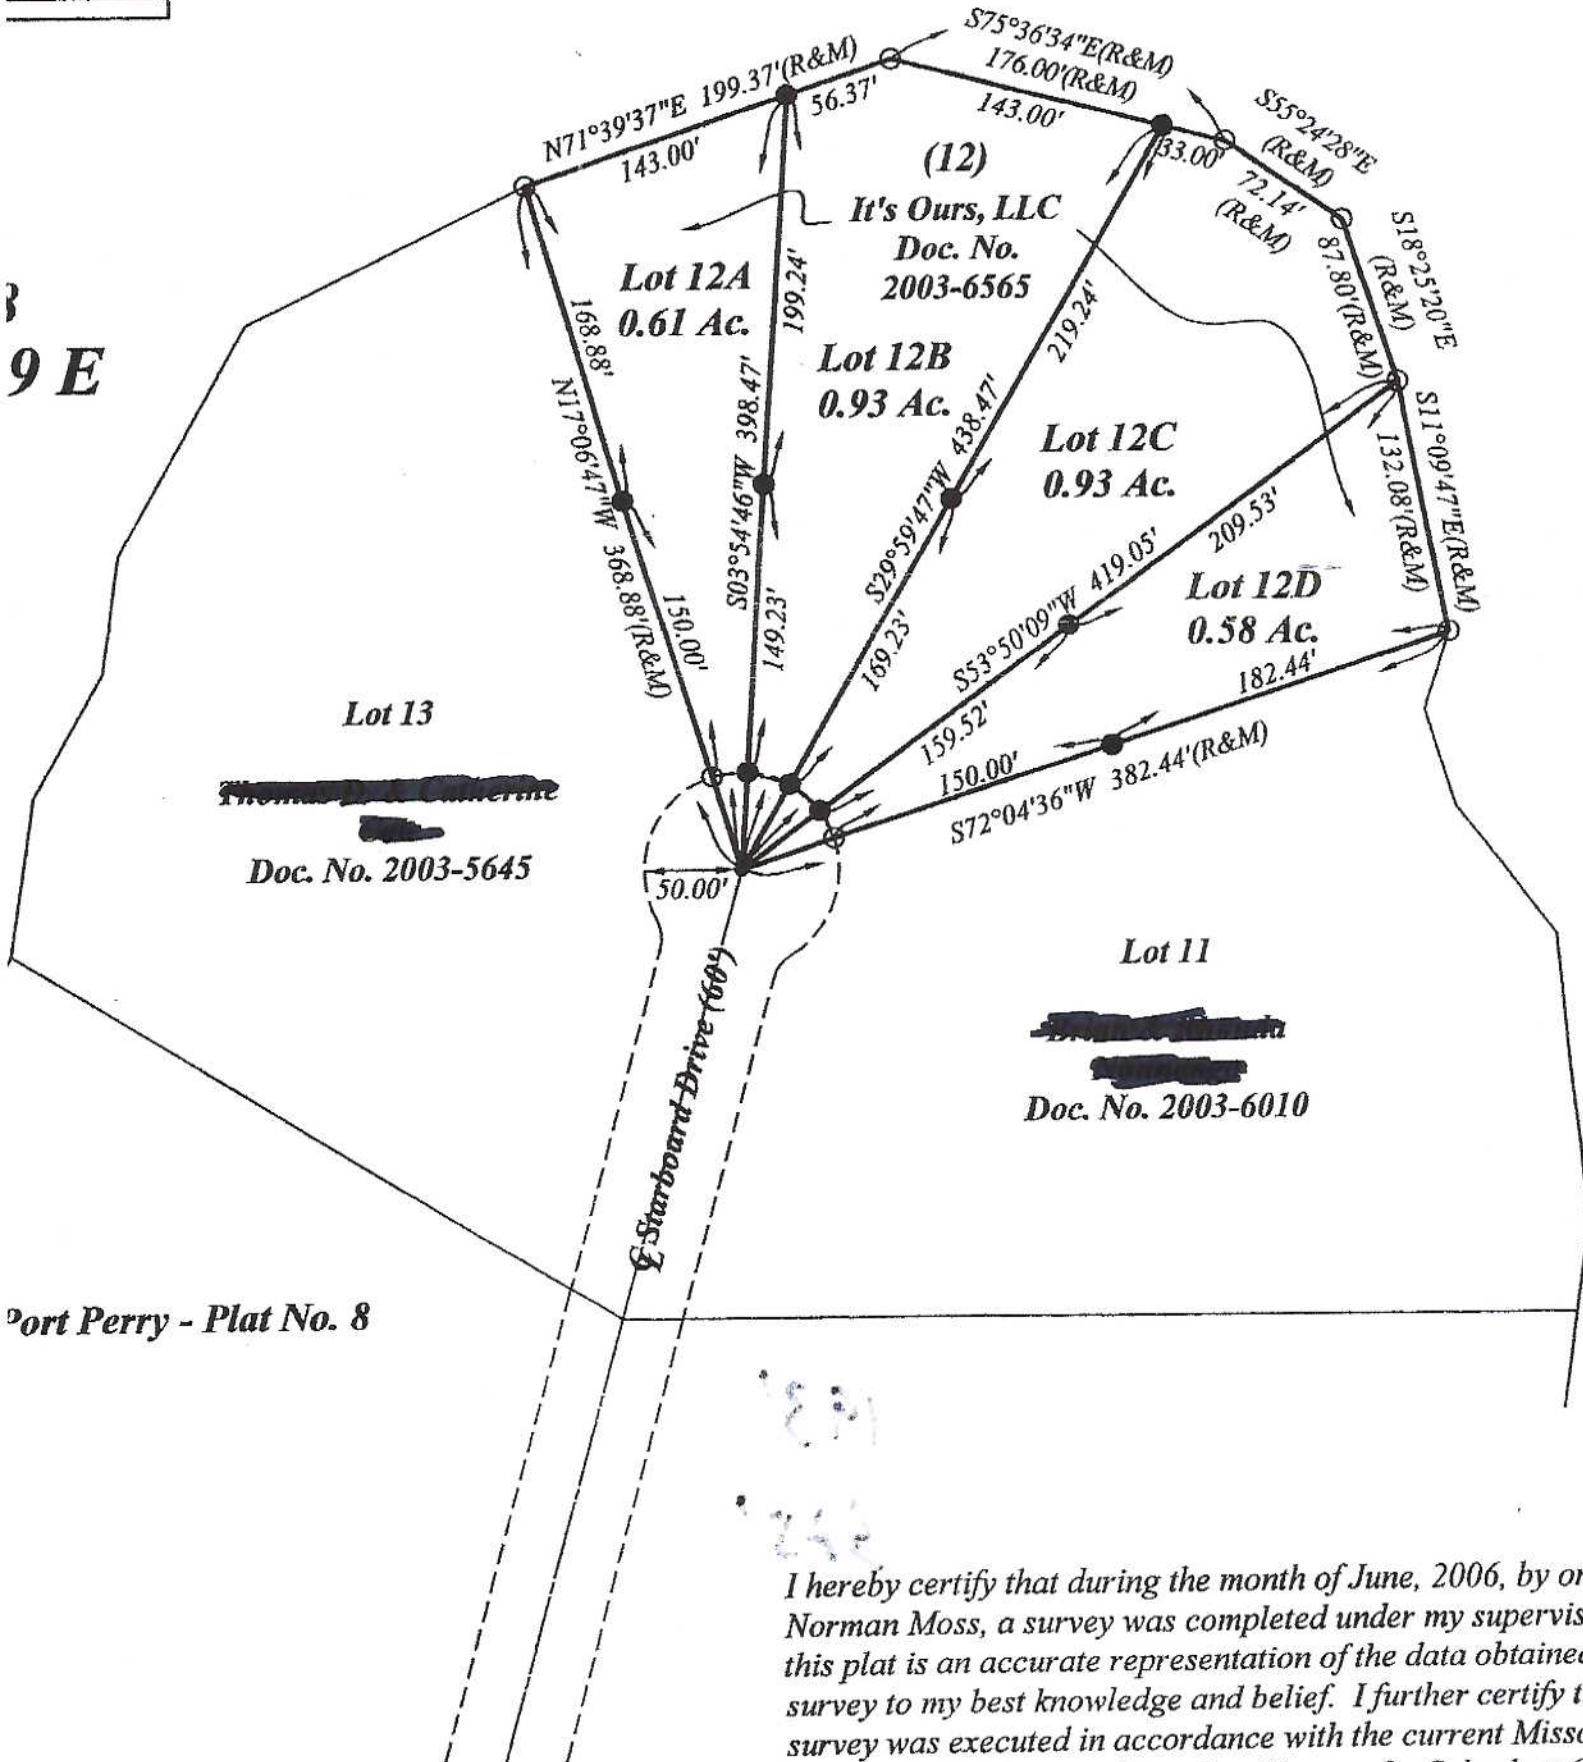 S75°36'34"E(R&M)
176.00'(R&M)
143.00'
N71°39'37"E 199.37'(R&M)
143.00'
56.37'
33.00'
S55°24'28"E
(R&M)
72.14'
(R&M)
(12)
It's Ours, LLC
Doc. No.
2003-6565
S18°25'20"E
(R&M)
87.80'(R&M)
9 E
Lot 12A
0.61 Ac.
168.88'
N17°06'47"W 368.88'(R&M)
150.00'
199.24'
S03°54'46"W 398.47'
149.23'
Lot 12B
0.93 Ac.
219.24'
S29°59'47"W 438.47'
169.23'
Lot 12C
0.93 Ac.
209.53'
S53°50'09"W 419.05'
159.52'
S11°09'47"E(R&M)
132.08'(R&M)
Lot 12D
0.58 Ac.
182.44'
150.00'
S72°04'36"W 382.44'(R&M)
Lot 13
Doc. No. 2003-5645
50.00'
Starboard Drive (60')
Lot 11
Doc. No. 2003-6010
Port Perry - Plat No. 8
I hereby certify that during the month of June, 2006, by
Norman Moss, a survey was completed under my
this plat is an accurate representation of the data
survey to my best knowledge and belief. I further certify
survey was executed in accordance with the current